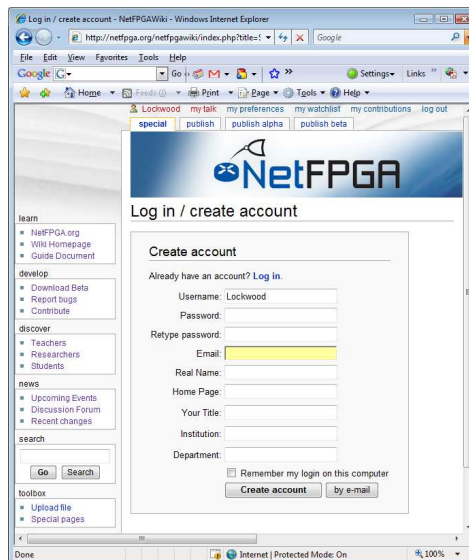 Log in / create account - NetFPGAWiki - Windows Internet Explorer
http://netfpga.org/netfpgawiki/index.php?title=S
Google
File Edit View Favorites Tools Help
Google G Go M Settings Links
Home Feeds (J) Print Page Tools Help
Lockwood my talk my preferences my watchlist my contributions log out
special publish publish alpha publish beta
NetFPGA
Log in / create account
learn
NetFPGA.org
Wiki Homepage
Guide Document
develop
Download Beta
Report bugs
Contribute
discover
Teachers
Researchers
Students
news
Upcoming Events
Discussion Forum
Recent changes
search
Go Search
toolbox
Upload file
Special pages
Create account
Already have an account? Log in.
Username: Lockwood
Password:
Retype password:
Email:
Real Name:
Home Page:
Your Title:
Institution:
Department:
Remember my login on this computer
Create account by e-mail
Done Internet | Protected Mode: On 100%